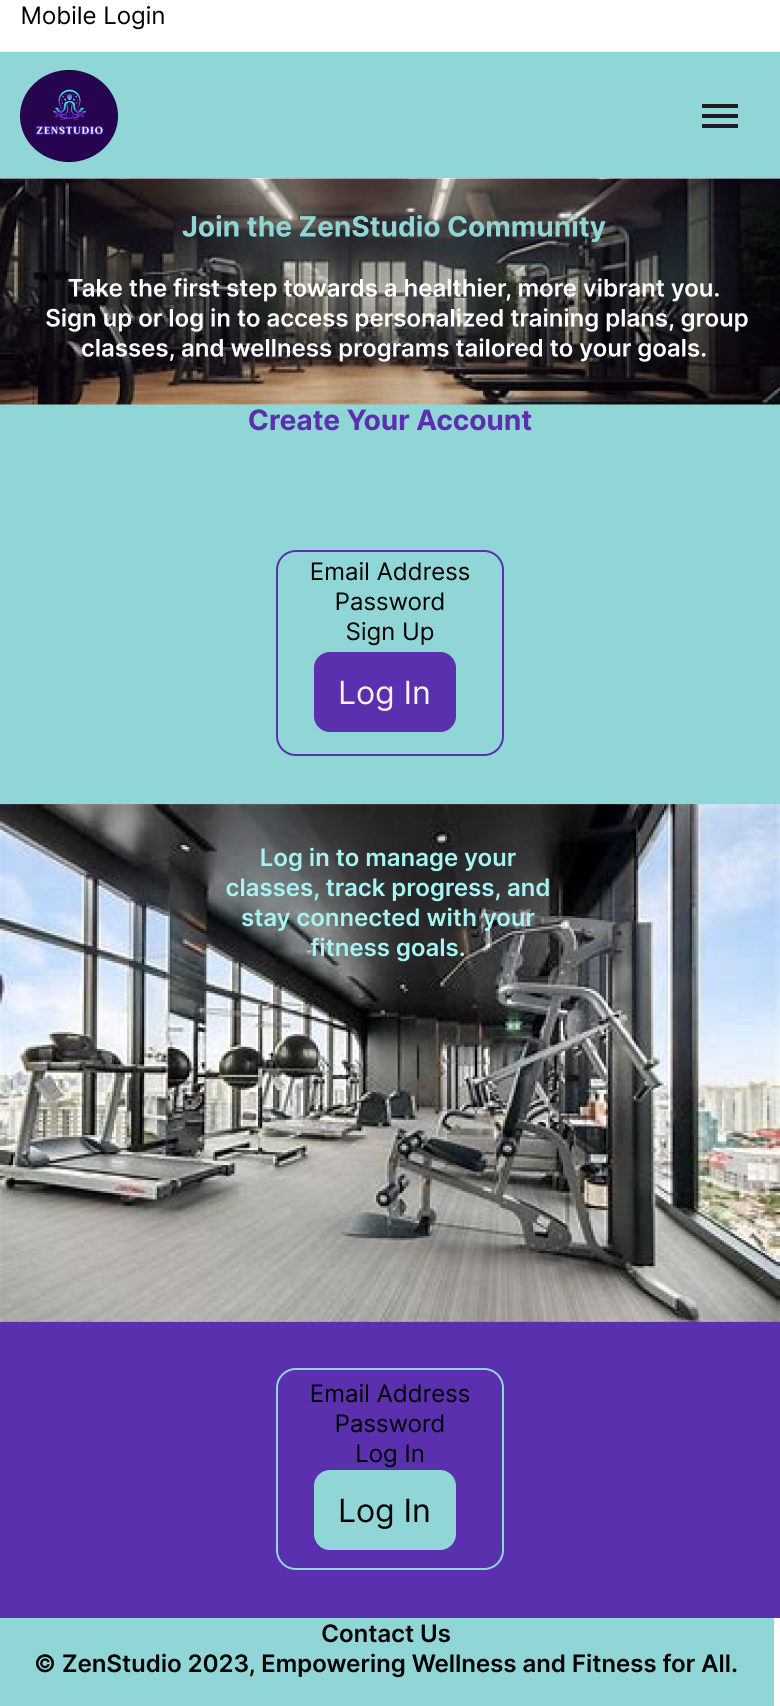 Mobile Login
ZENSTUDIO
Join the ZenStudio Community
Take the first step towards a healthier, more vibrant you.
Sign up or log in to access personalized training plans, group
classes, and wellness programs tailored to your goals.
Create Your Account
Email Address
Password
Sign Up
Log In
Log in to manage your
classes, track progress, and
stay connected with your
fitness goals.
Email Address
Password
Log In
Log In
Contact Us
© ZenStudio 2023, Empowering Wellness and Fitness for All.